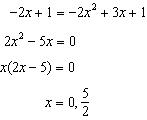 −2x + 1 = −2x² + 3x + 1
2x² − 5x = 0
x(2x − 5) = 0
x = 0, 5/2